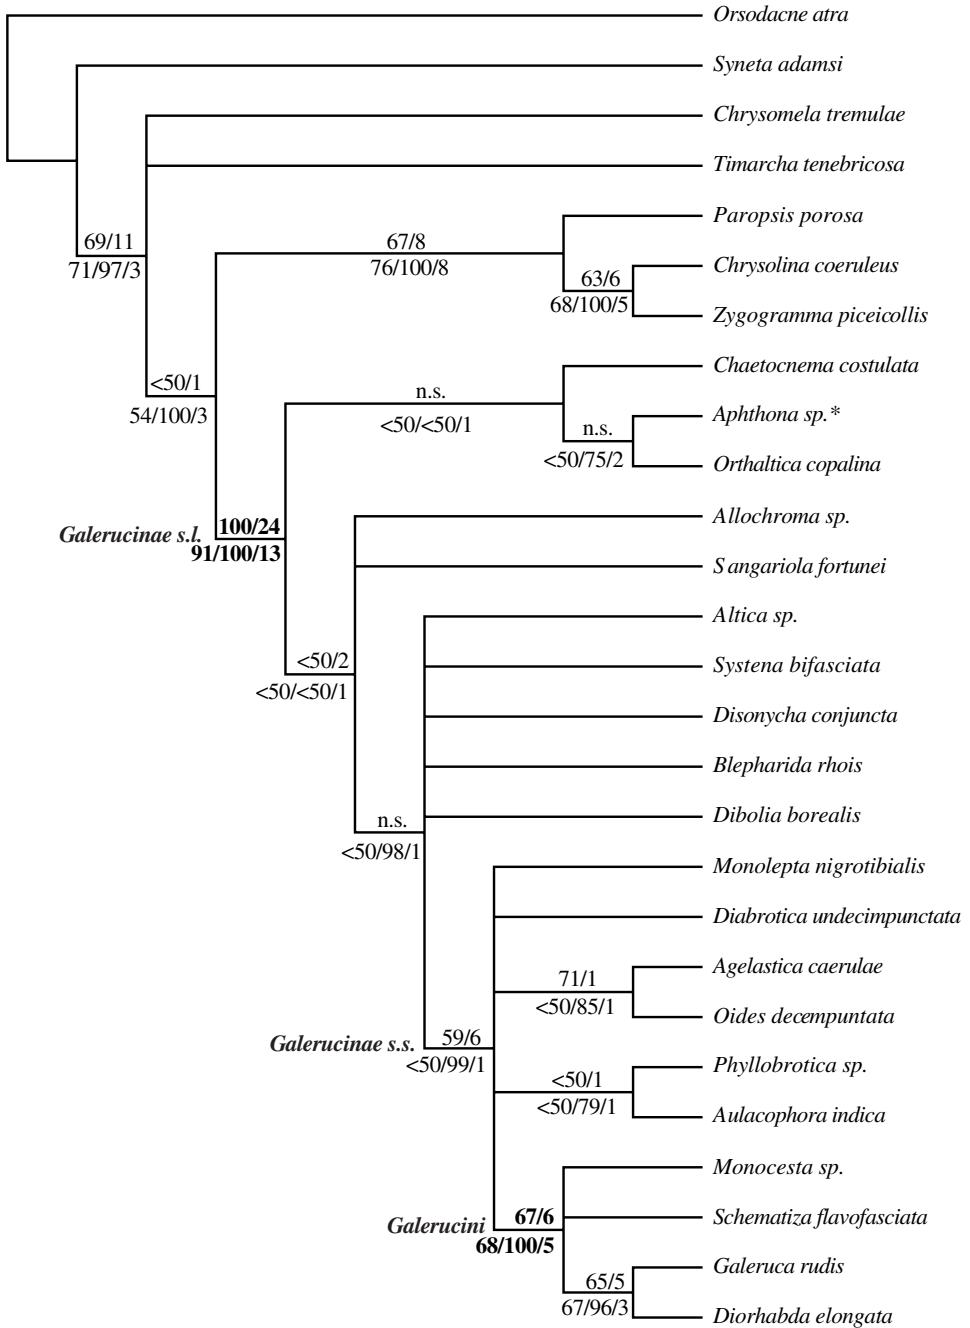 Orsodacne atra
Syneta adamsi
Chrysomela tremulae
Timarcha tenebricosa
Paropsis porosa
69/11
67/8
71/97/3
76/100/8
Chrysolina coeruleus
63/6
68/100/5
Zygogramma piceicollis
Chaetocnema costulata
<50/1
n.s.
54/100/3
<50/<50/1
Aphthona sp.*
n.s.
<50/75/2
Orthaltica copalina
Allochroma sp.
Galerucinae s.l.
100/24
91/100/13
Sangariola fortunei
Altica sp.
<50/2
<50/<50/1
Systena bifasciata
Disonycha conjuncta
Blepharida rhois
Dibolia borealis
n.s.
<50/98/1
Monolepta nigrotibialis
Diabrotica undecimpunctata
Agelastica caerulae
71/1
<50/85/1
Oides decempuntata
Galerucinae s.s.
59/6
<50/99/1
Phyllobrotica sp.
<50/1
<50/79/1
Aulacophora indica
Monocesta sp.
Galerucini
67/6
68/100/5
Schematiza flavofasciata
Galeruca rudis
65/5
67/96/3
Diorhabda elongata